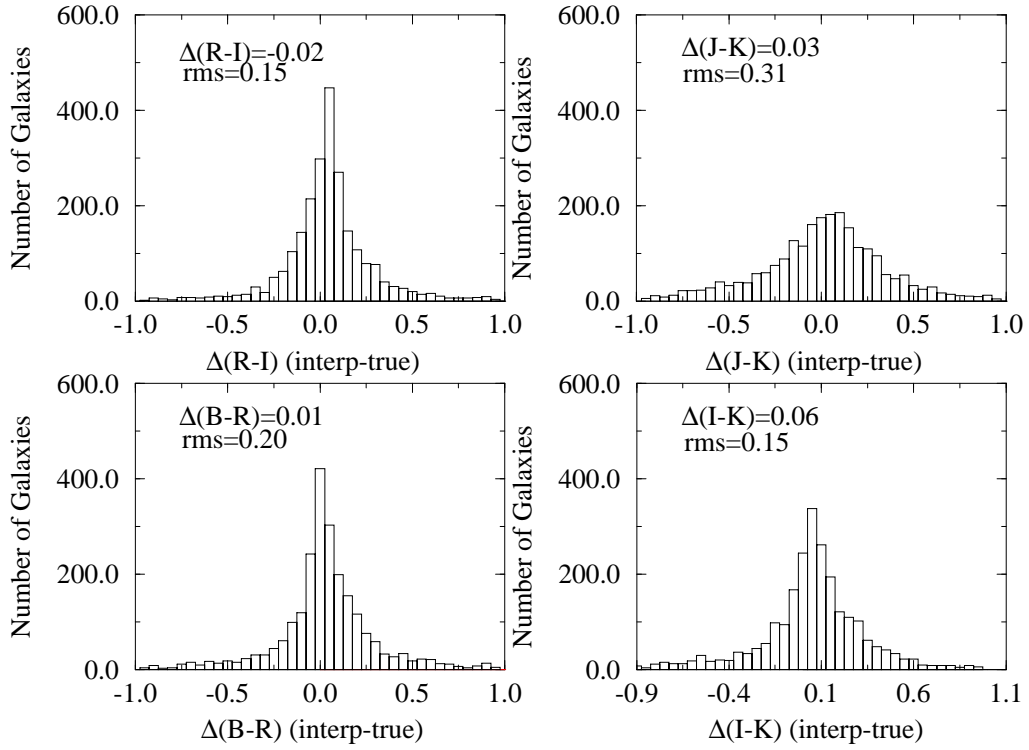 600.0
400.0
200.0
0.0
Number of Galaxies
Δ(R-I)=-0.02
rms=0.15
-1.0 -0.5 0.0 0.5 1.0
Δ(R-I) (interp-true)
600.0
400.0
200.0
0.0
Number of Galaxies
Δ(J-K)=0.03
rms=0.31
-1.0 -0.5 0.0 0.5 1.0
Δ(J-K) (interp-true)
600.0
400.0
200.0
0.0
Number of Galaxies
Δ(B-R)=0.01
rms=0.20
-1.0 -0.5 0.0 0.5 1.0
Δ(B-R) (interp-true)
600.0
400.0
200.0
0.0
Number of Galaxies
Δ(I-K)=0.06
rms=0.15
-0.9 -0.4 0.1 0.6 1.1
Δ(I-K) (interp-true)